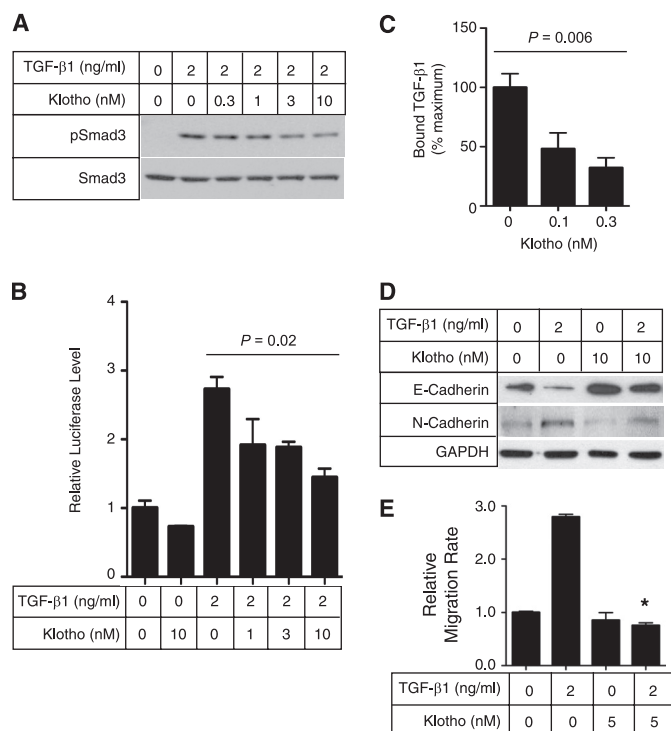 A
TGF-β1 (ng/ml) 0 2 2 2 2 2
Klotho (nM) 0 0 0.3 1 3 10
pSmad3
Smad3
B
Relative Luciferase Level
4
3
2
1
0
P = 0.02
TGF-β1 (ng/ml) 0 0 2 2 2 2
Klotho (nM) 0 10 0 1 3 10
C
Bound TGF-β1
(% maximum)
150
100
50
0
P = 0.006
0 0.1 0.3
Klotho (nM)
D
TGF-β1 (ng/ml) 0 2 0 2
Klotho (nM) 0 0 10 10
E-Cadherin
N-Cadherin
GAPDH
E
Relative
Migration Rate
3.0
2.0
1.0
0.0
*
TGF-β1 (ng/ml) 0 2 0 2
Klotho (nM) 0 0 5 5